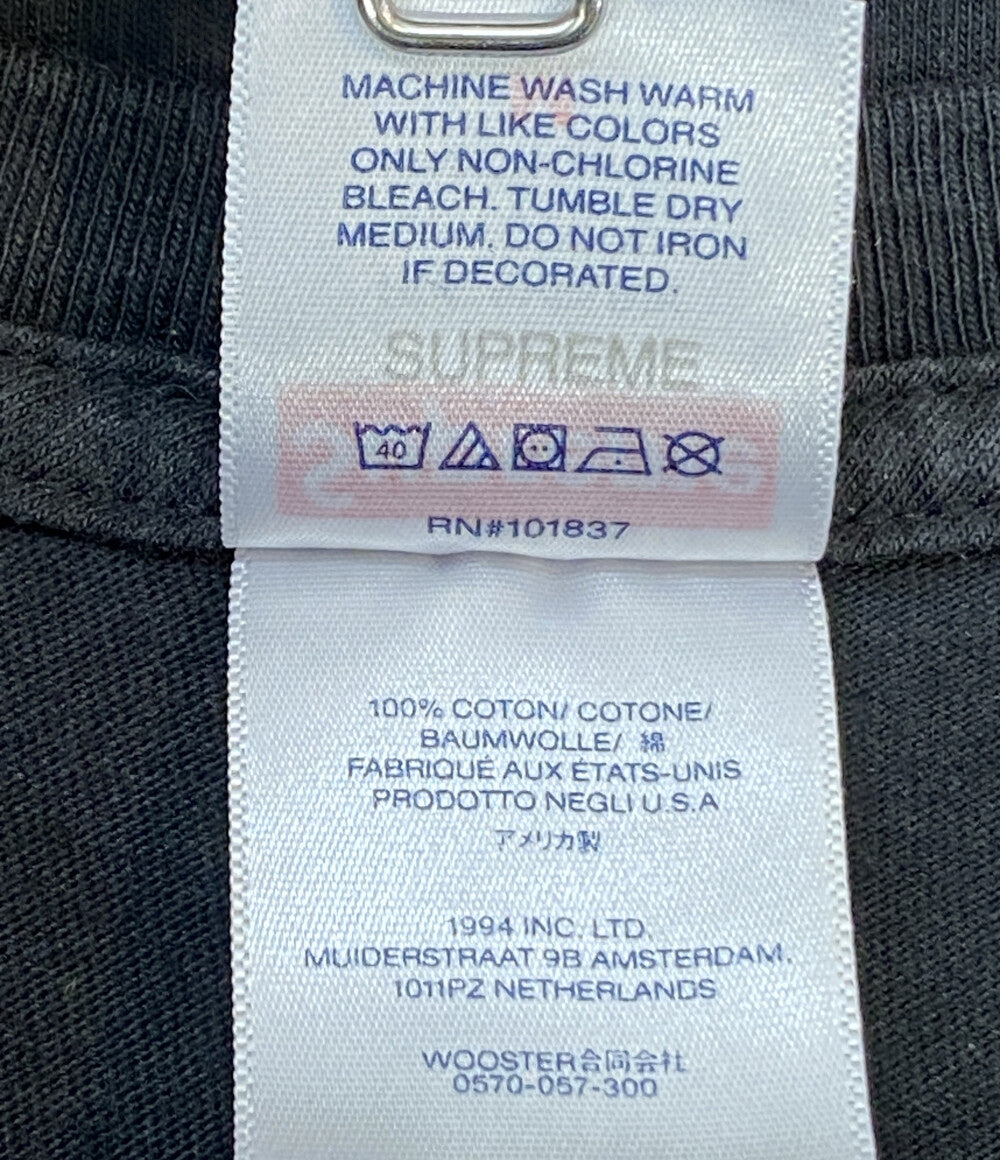 MACHINE WASH WARM
WITH LIKE COLORS
ONLY NON-CHLORINE
BLEACH. TUMBLE DRY
MEDIUM. DO NOT IRON
IF DECORATED.
SUPREME
40
RN#101837
100% COTON/ COTONE/
BAUMWOLLE/ 綿
FABRIQUÉ AUX ÉTATS-UNIS
PRODOTTO NEGLI U.S.A
アメリカ製
1994 INC. LTD.
MUIDERSTRAAT 9B AMSTERDAM.
1011PZ NETHERLANDS
WOOSTER合同会社
0570-057-300